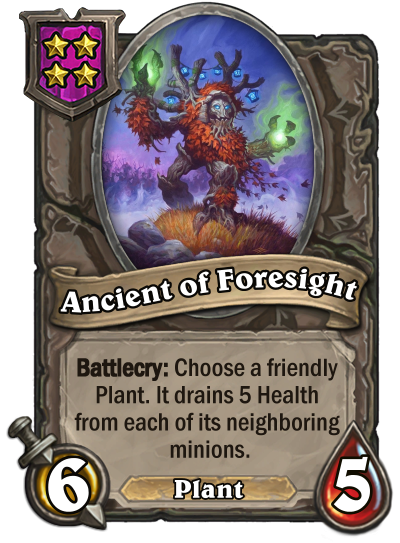 Ancient of Foresight
Battlecry: Choose a friendly
Plant. It drains 5 Health
from each of its neighboring
minions.
6
Plant
5